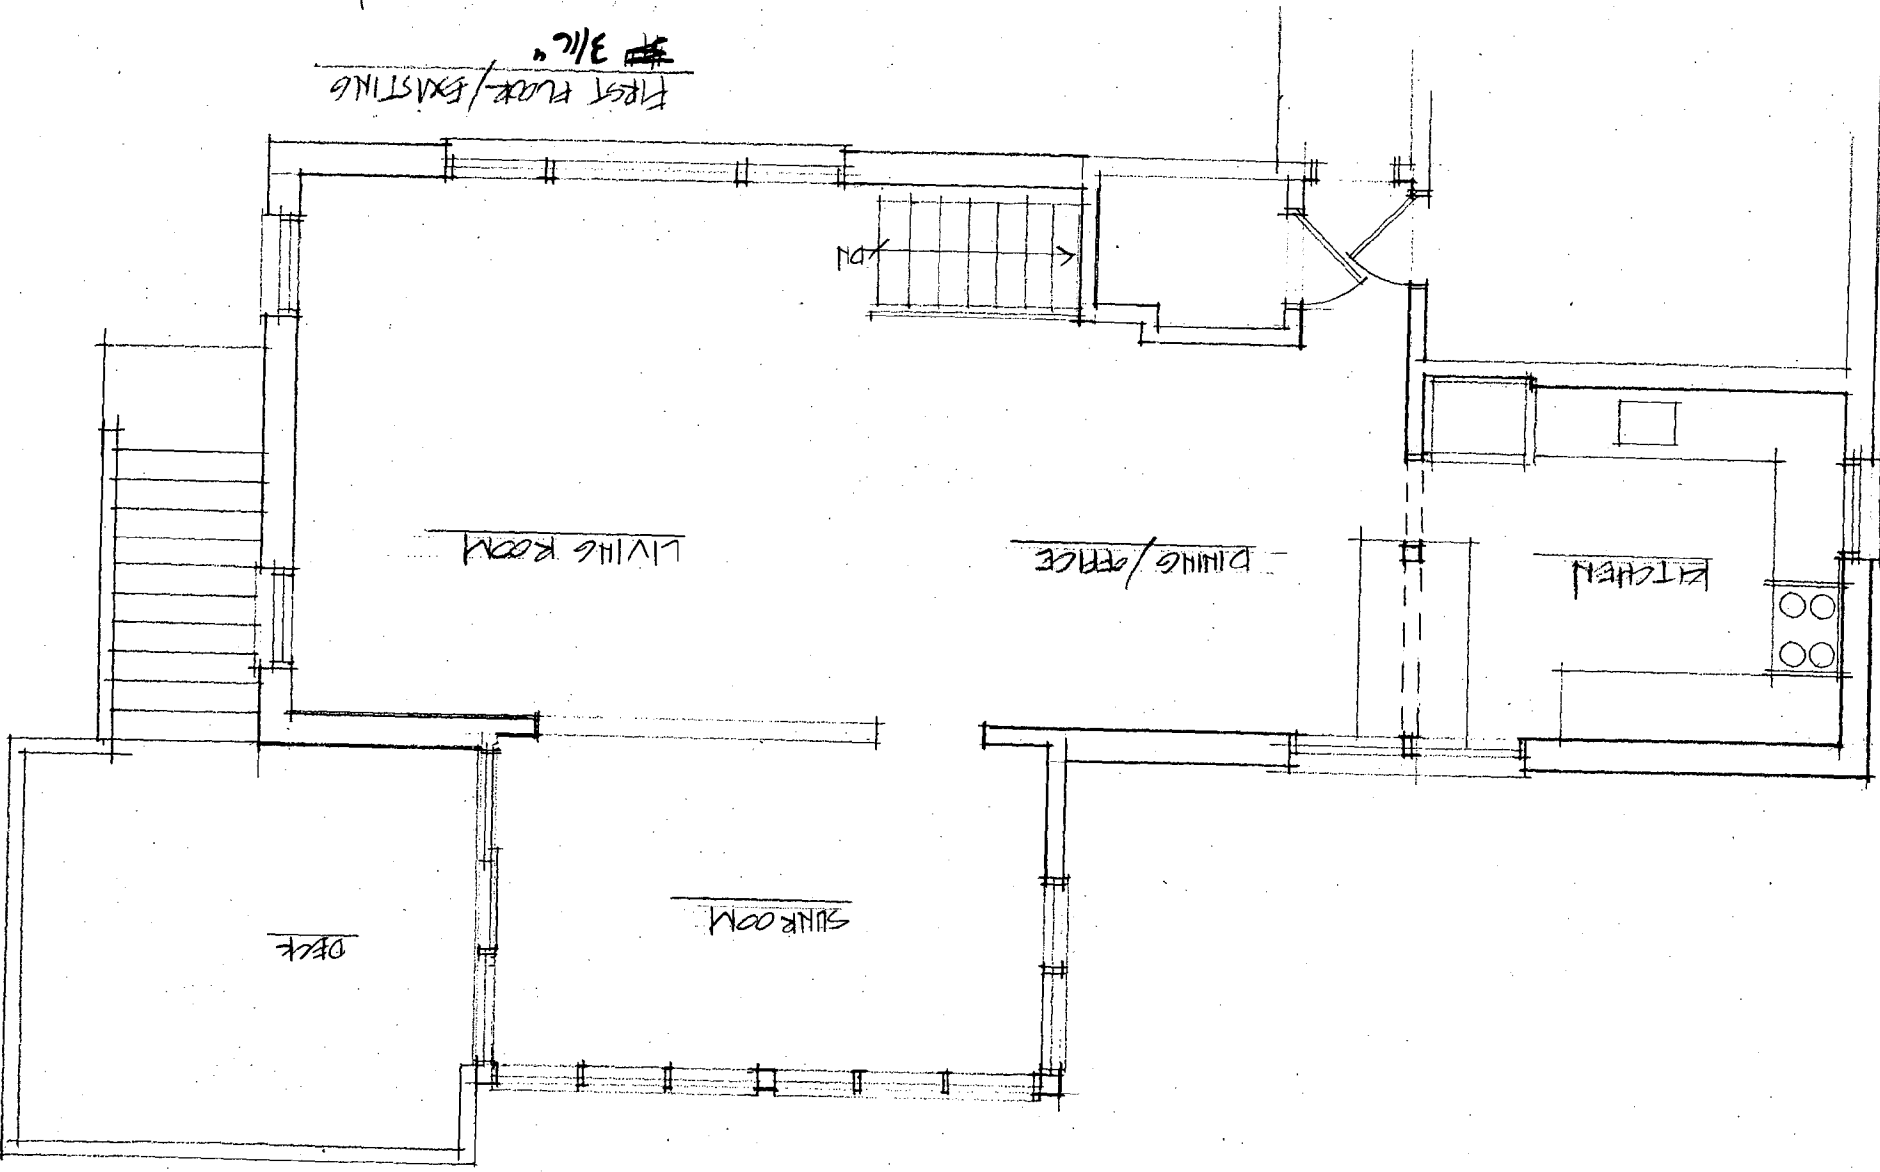 DECK
SUNROOM
KITCHEN
DINING/OFFICE
LIVING ROOM
DN
FIRST FLOOR/EXISTING
3/16"